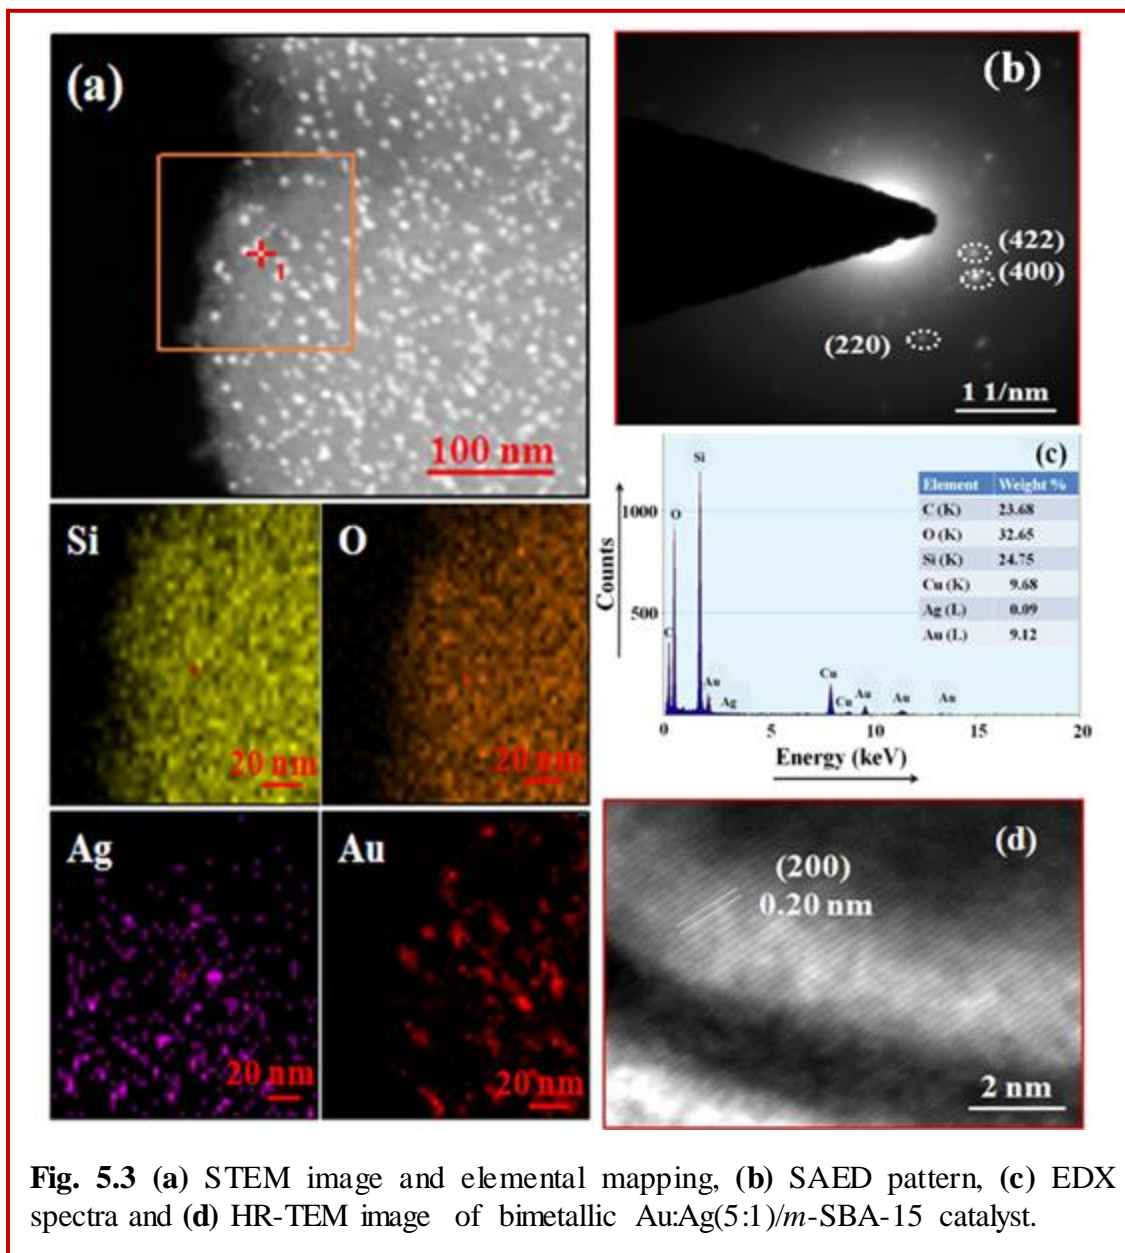 (a)
1
100 nm
Si
20 nm
O
20 nm
Ag
20 nm
Au
20 nm
(b)
(422)
(400)
(220)
1 1/nm
(c)
Si
O
C
Au
Ag
Cu
Cu
Au
Au
Au
Counts
1000
500
0
5
10
15
20
Energy (keV)
Element Weight %
C (K) 23.68
O (K) 32.65
Si (K) 24.75
Cu (K) 9.68
Ag (L) 0.09
Au (L) 9.12
(d)
(200)
0.20 nm
2 nm
Fig. 5.3 (a) STEM image and elemental mapping, (b) SAED pattern, (c) EDX
spectra and (d) HR-TEM image of bimetallic Au:Ag(5:1)/m-SBA-15 catalyst.